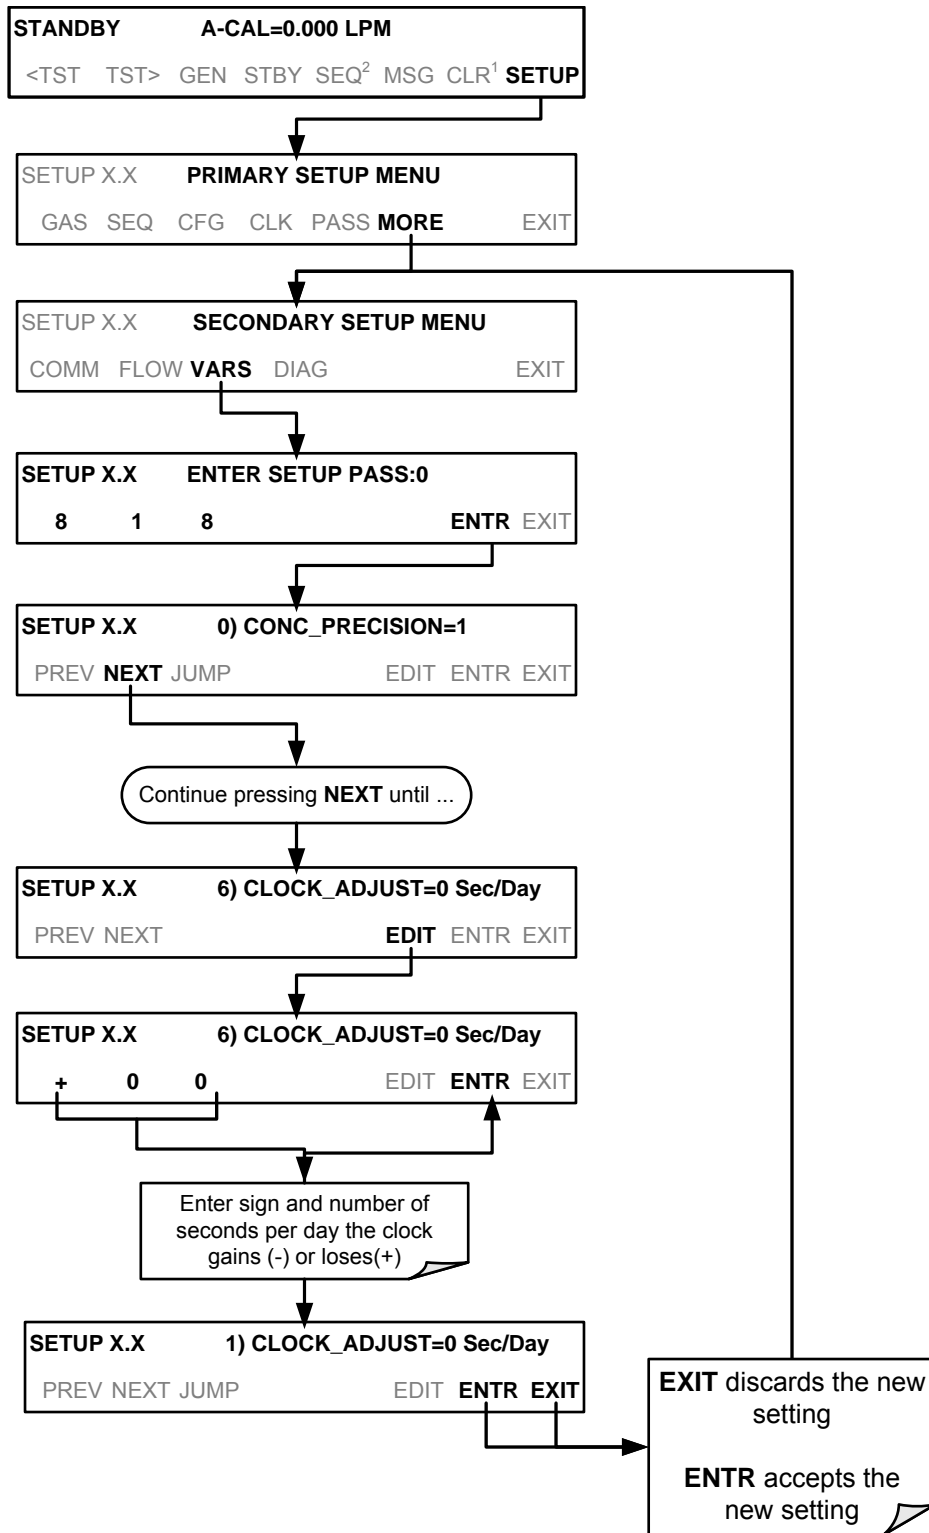 STANDBY A-CAL=0.000 LPM
<TST TST> GEN STBY SEQ2 MSG CLR1 SETUP
SETUP X.X PRIMARY SETUP MENU
GAS SEQ CFG CLK PASS MORE EXIT
SETUP X.X SECONDARY SETUP MENU
COMM FLOW VARS DIAG EXIT
SETUP X.X ENTER SETUP PASS:0
8 1 8 ENTR EXIT
SETUP X.X 0) CONC_PRECISION=1
PREV NEXT JUMP EDIT ENTR EXIT
Continue pressing NEXT until ...
SETUP X.X 6) CLOCK_ADJUST=0 Sec/Day
PREV NEXT EDIT ENTR EXIT
SETUP X.X 6) CLOCK_ADJUST=0 Sec/Day
+ 0 0 EDIT ENTR EXIT
Enter sign and number of
seconds per day the clock
gains (-) or loses(+)
SETUP X.X 1) CLOCK_ADJUST=0 Sec/Day
PREV NEXT JUMP EDIT ENTR EXIT
EXIT discards the new
setting
ENTR accepts the
new setting